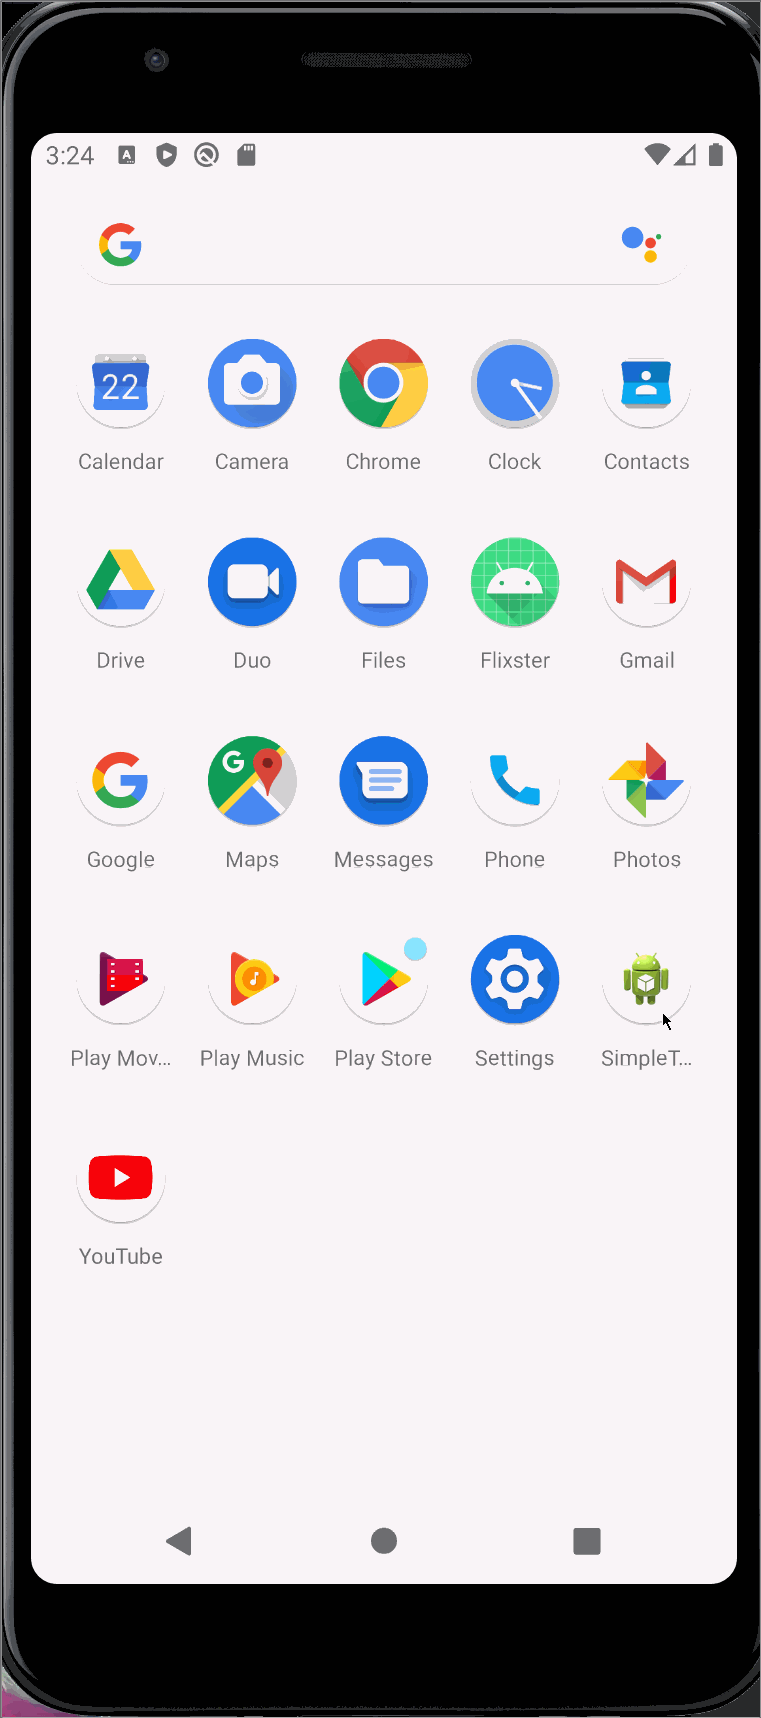 3:24
A
22
Calendar
Camera
Chrome
Clock
Contacts
Drive
Duo
Files
Flixster
Gmail
Google
Maps
Messages
Phone
Photos
Play Mov...
Play Music
Play Store
Settings
SimpleT...
YouTube